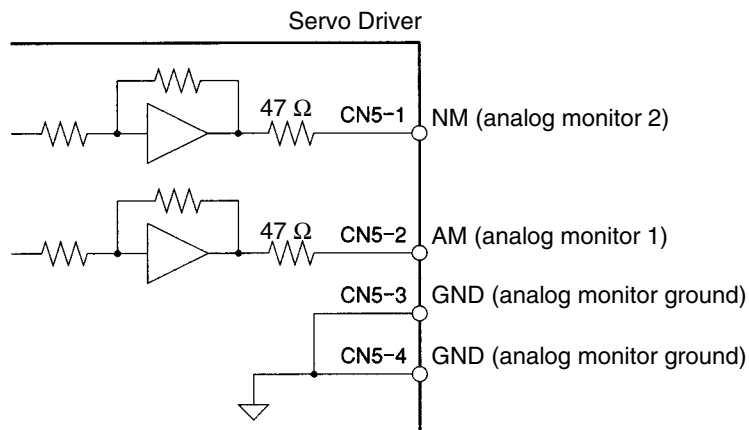 Servo Driver
47 Ω CN5-1 NM (analog monitor 2)
47 Ω CN5-2 AM (analog monitor 1)
CN5-3 GND (analog monitor ground)
CN5-4 GND (analog monitor ground)